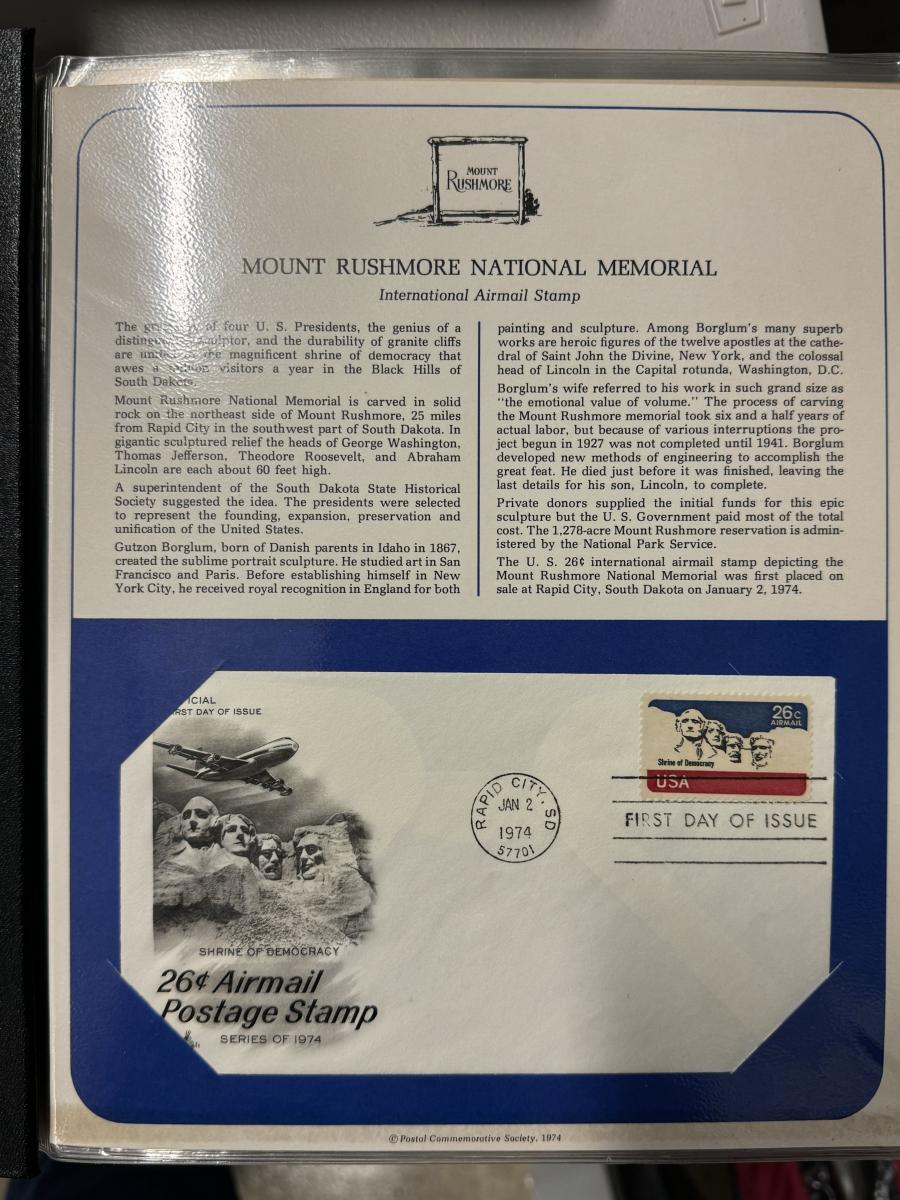 MOUNT
RUSHMORE
MOUNT RUSHMORE NATIONAL MEMORIAL
International Airmail Stamp
The of four U. S. Presidents, the genius of a
sculptor, and the durability of granite cliffs
are the magnificent shrine of democracy that
awes a visitors a year in the Black Hills of
South Dakota.
Mount Rushmore National Memorial is carved in solid
rock on the northeast side of Mount Rushmore, 25 miles
from Rapid City in the southwest part of South Dakota. In
gigantic sculptured relief the heads of George Washington,
Thomas Jefferson, Theodore Roosevelt, and Abraham
Lincoln are each about 60 feet high.
A superintendent of the South Dakota State Historical
Society suggested the idea. The presidents were selected
to represent the founding, expansion, preservation and
unification of the United States.
Gutzon Borglum, born of Danish parents in Idaho in 1867,
created the sublime portrait sculpture. He studied art in San
Francisco and Paris. Before establishing himself in New
York City, he received royal recognition in England for both
painting and sculpture. Among Borglum's many superb
works are heroic figures of the twelve apostles at the cathe-
dral of Saint John the Divine, New York, and the colossal
head of Lincoln in the Capital rotunda, Washington, D.C.
Borglum's wife referred to his work in such grand size as
"the emotional value of volume." The process of carving
the Mount Rushmore memorial took six and a half years of
actual labor, but because of various interruptions the pro-
ject begun in 1927 was not completed until 1941. Borglum
developed new methods of engineering to accomplish the
great feat. He died just before it was finished, leaving the
last details for his son, Lincoln, to complete.
Private donors supplied the initial funds for this epic
sculpture but the U. S. Government paid most of the total
cost. The 1,278-acre Mount Rushmore reservation is admin-
istered by the National Park Service.
The U. S. 26¢ international airmail stamp depicting the
Mount Rushmore National Memorial was first placed on
sale at Rapid City, South Dakota on January 2, 1974.
ICIAL
RST DAY OF ISSUE
26c
AIRMAIL
Shrine of Democracy
USA
RAPID CITY, SD
JAN 2
1974
57701
FIRST DAY OF ISSUE
SHRINE OF DEMOCRACY
26¢ Airmail
Postage Stamp
SERIES OF 1974
© Postal Commemorative Society, 1974